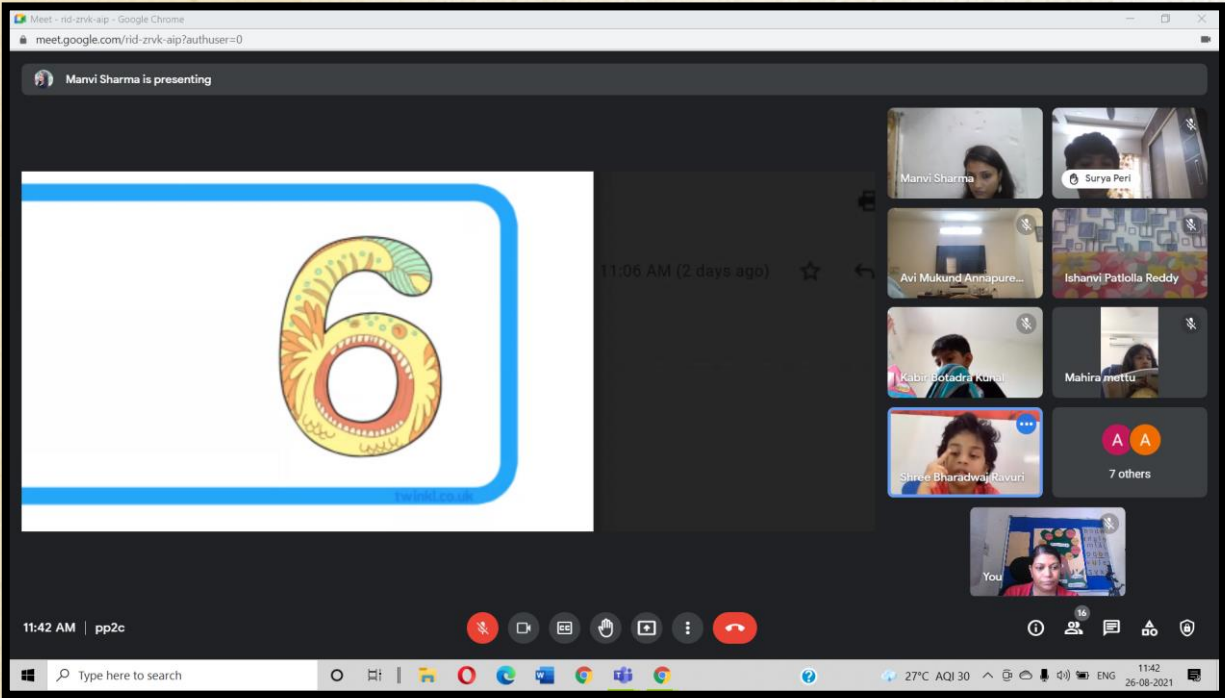 Meet - rid-zrvk-aip - Google Chrome
meet.google.com/rid-zrvk-aip?authuser=0
Manvi Sharma is presenting
6
twinkl.co.uk
11:06 AM (2 days ago)
Manvi Sharma
Surya Peri
Avi Mukund Annapure...
Ishanvi Patlolla Reddy
Kabir Botadra Kunal
Mahira mettu
Shree Bharadwaj Ravuri
A A
7 others
You
11:42 AM | pp2c
CC
16
Type here to search
27°C AQI 30
ENG
11:42
26-08-2021